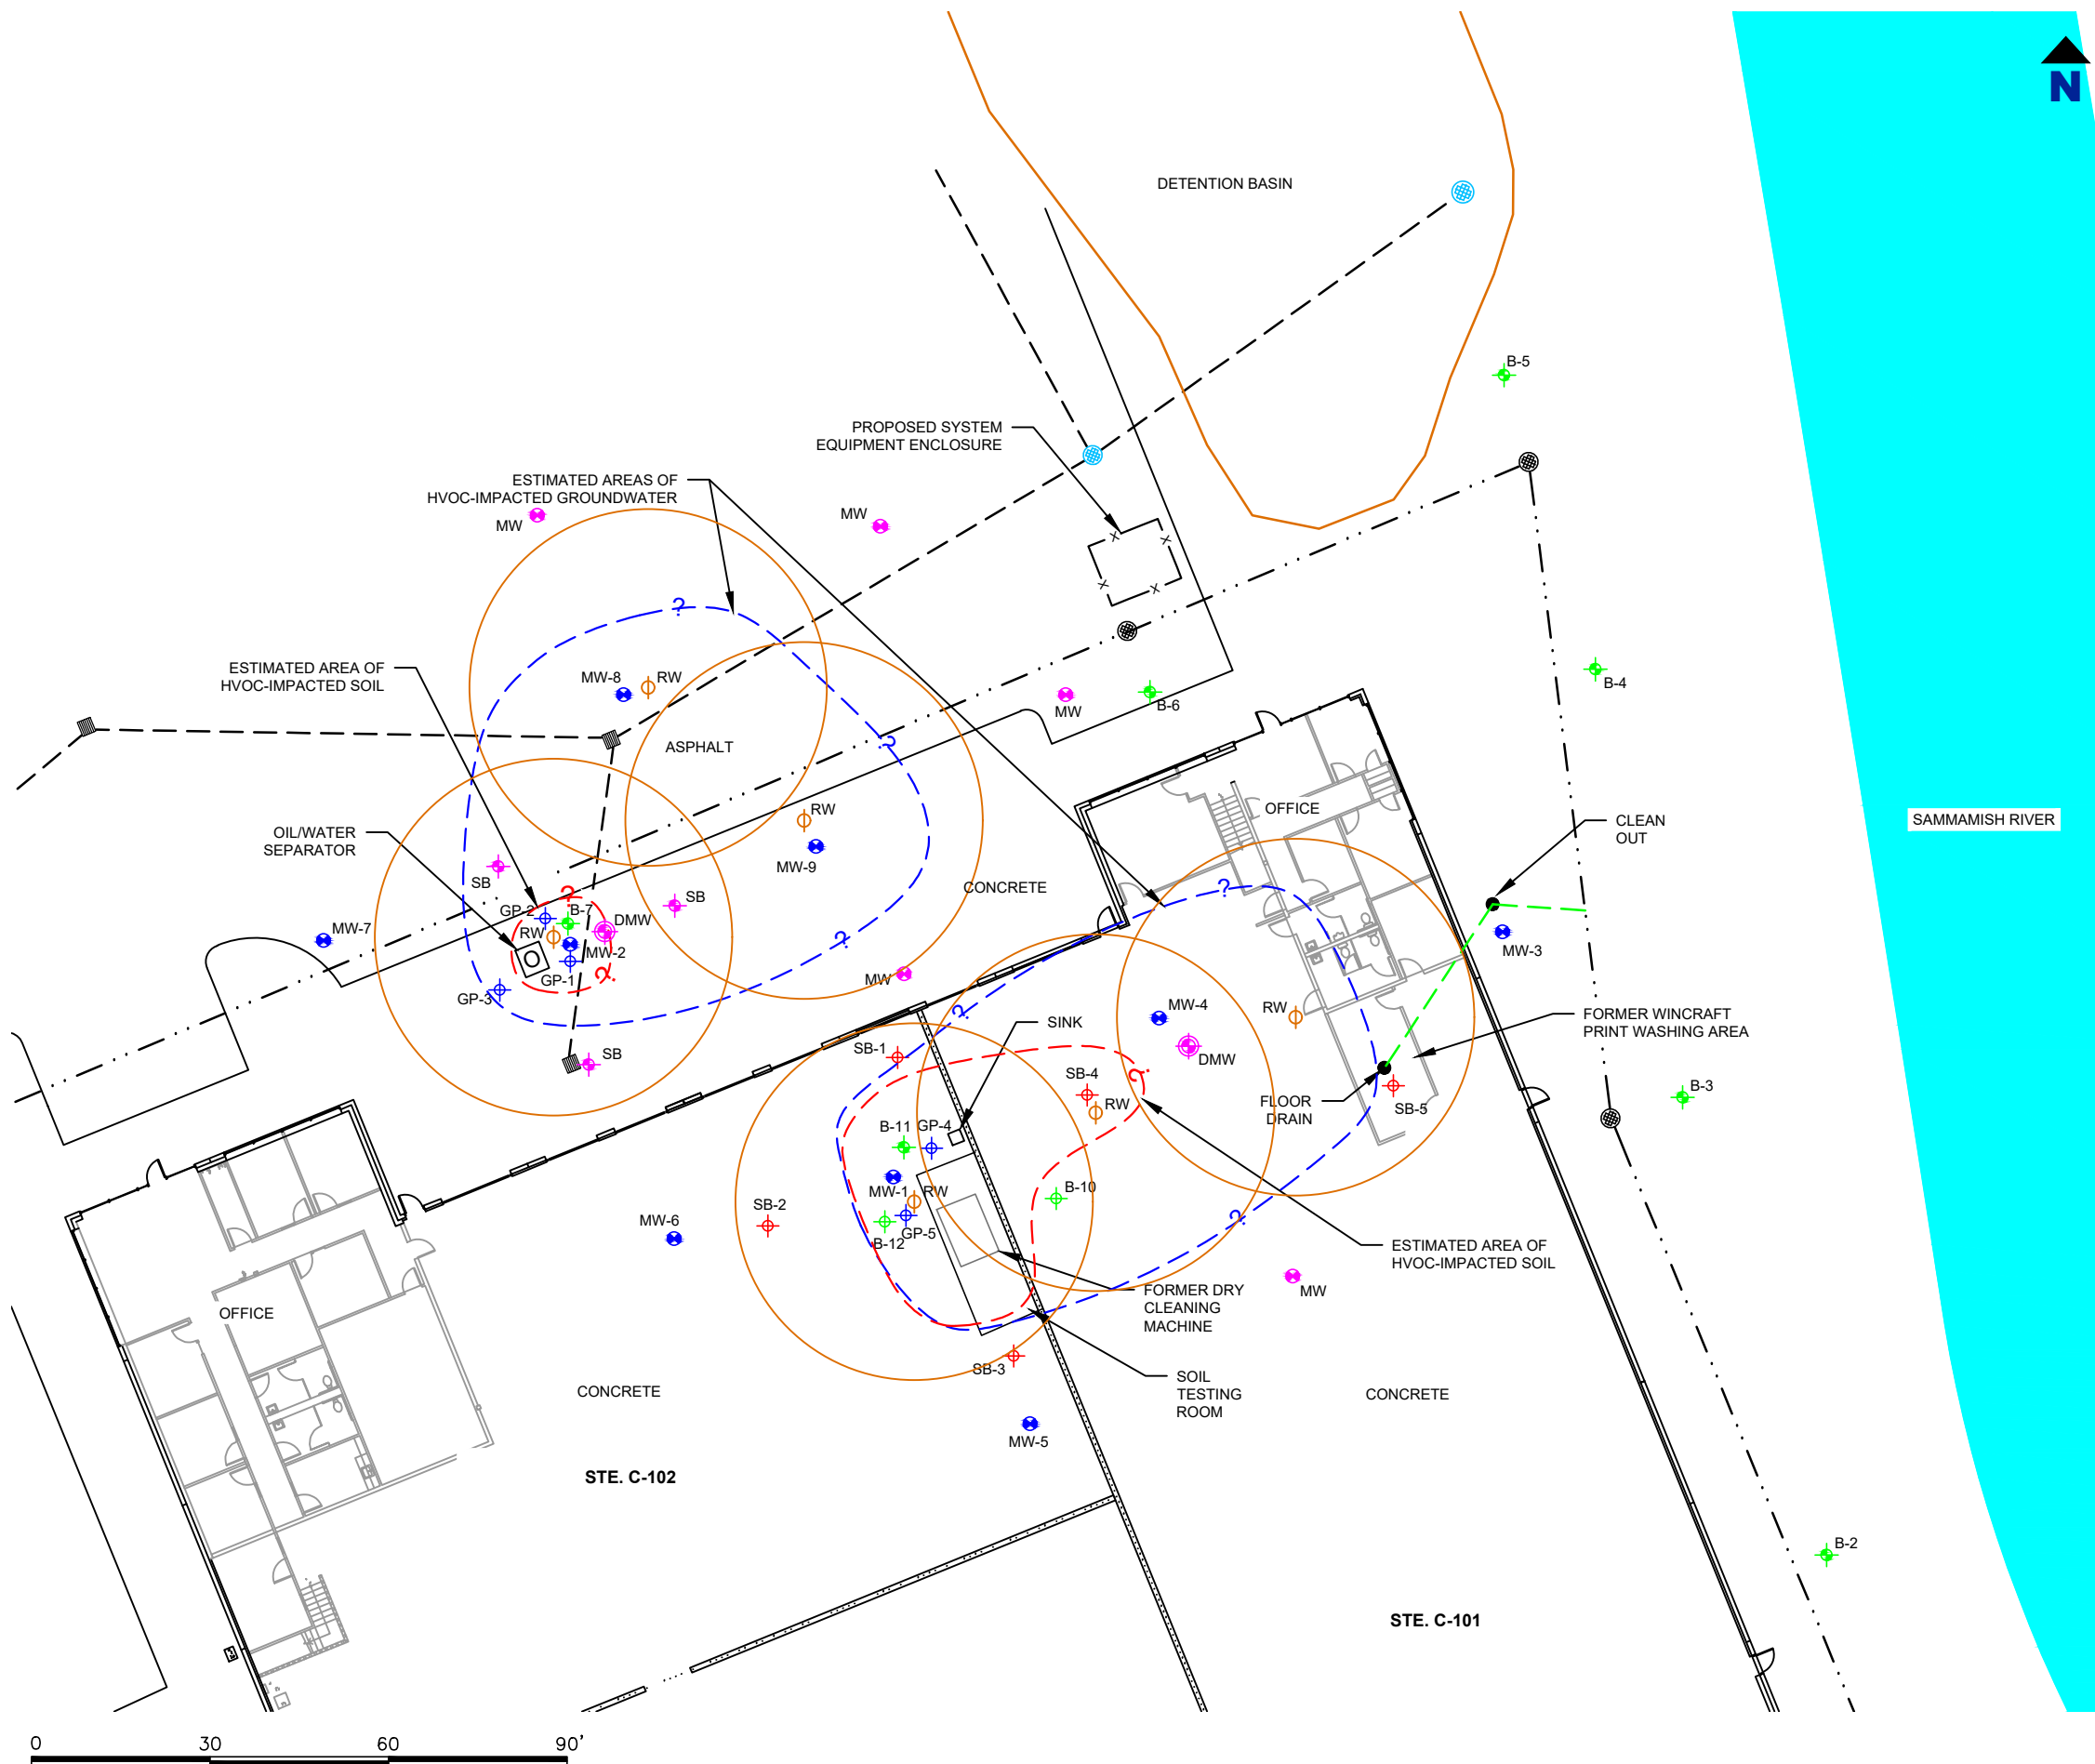 N
DETENTION BASIN
B-5
PROPOSED SYSTEM
EQUIPMENT ENCLOSURE
ESTIMATED AREAS OF
HVOC-IMPACTED GROUNDWATER
MW
MW
X
X
X
X
?
ESTIMATED AREA OF
HVOC-IMPACTED SOIL
MW-8
RW
MW
B-6
B-4
ASPHALT
?
OFFICE
RW
CLEAN
OUT
SAMMAMISH RIVER
OIL/WATER
SEPARATOR
MW-9
SB
CONCRETE
?
?
SB
GP-2
B-7
DMW
MW-7
RW
MW-2
?
MW-3
GP-1
?
MW
GP-3
?
MW-4
RW
SINK
FORMER WINCRAFT
PRINT WASHING AREA
SB
SB-1
DMW
SB-4
?
RW
FLOOR
DRAIN
SB-5
B-3
B-11
GP-4
MW-1
RW
B-10
SB-2
MW-6
GP-5
B-12
?
ESTIMATED AREA OF
HVOC-IMPACTED SOIL
MW
FORMER DRY
CLEANING
MACHINE
OFFICE
SB-3
SOIL
TESTING
ROOM
CONCRETE
CONCRETE
MW-5
STE. C-102
B-2
STE. C-101
0 30 60 90'